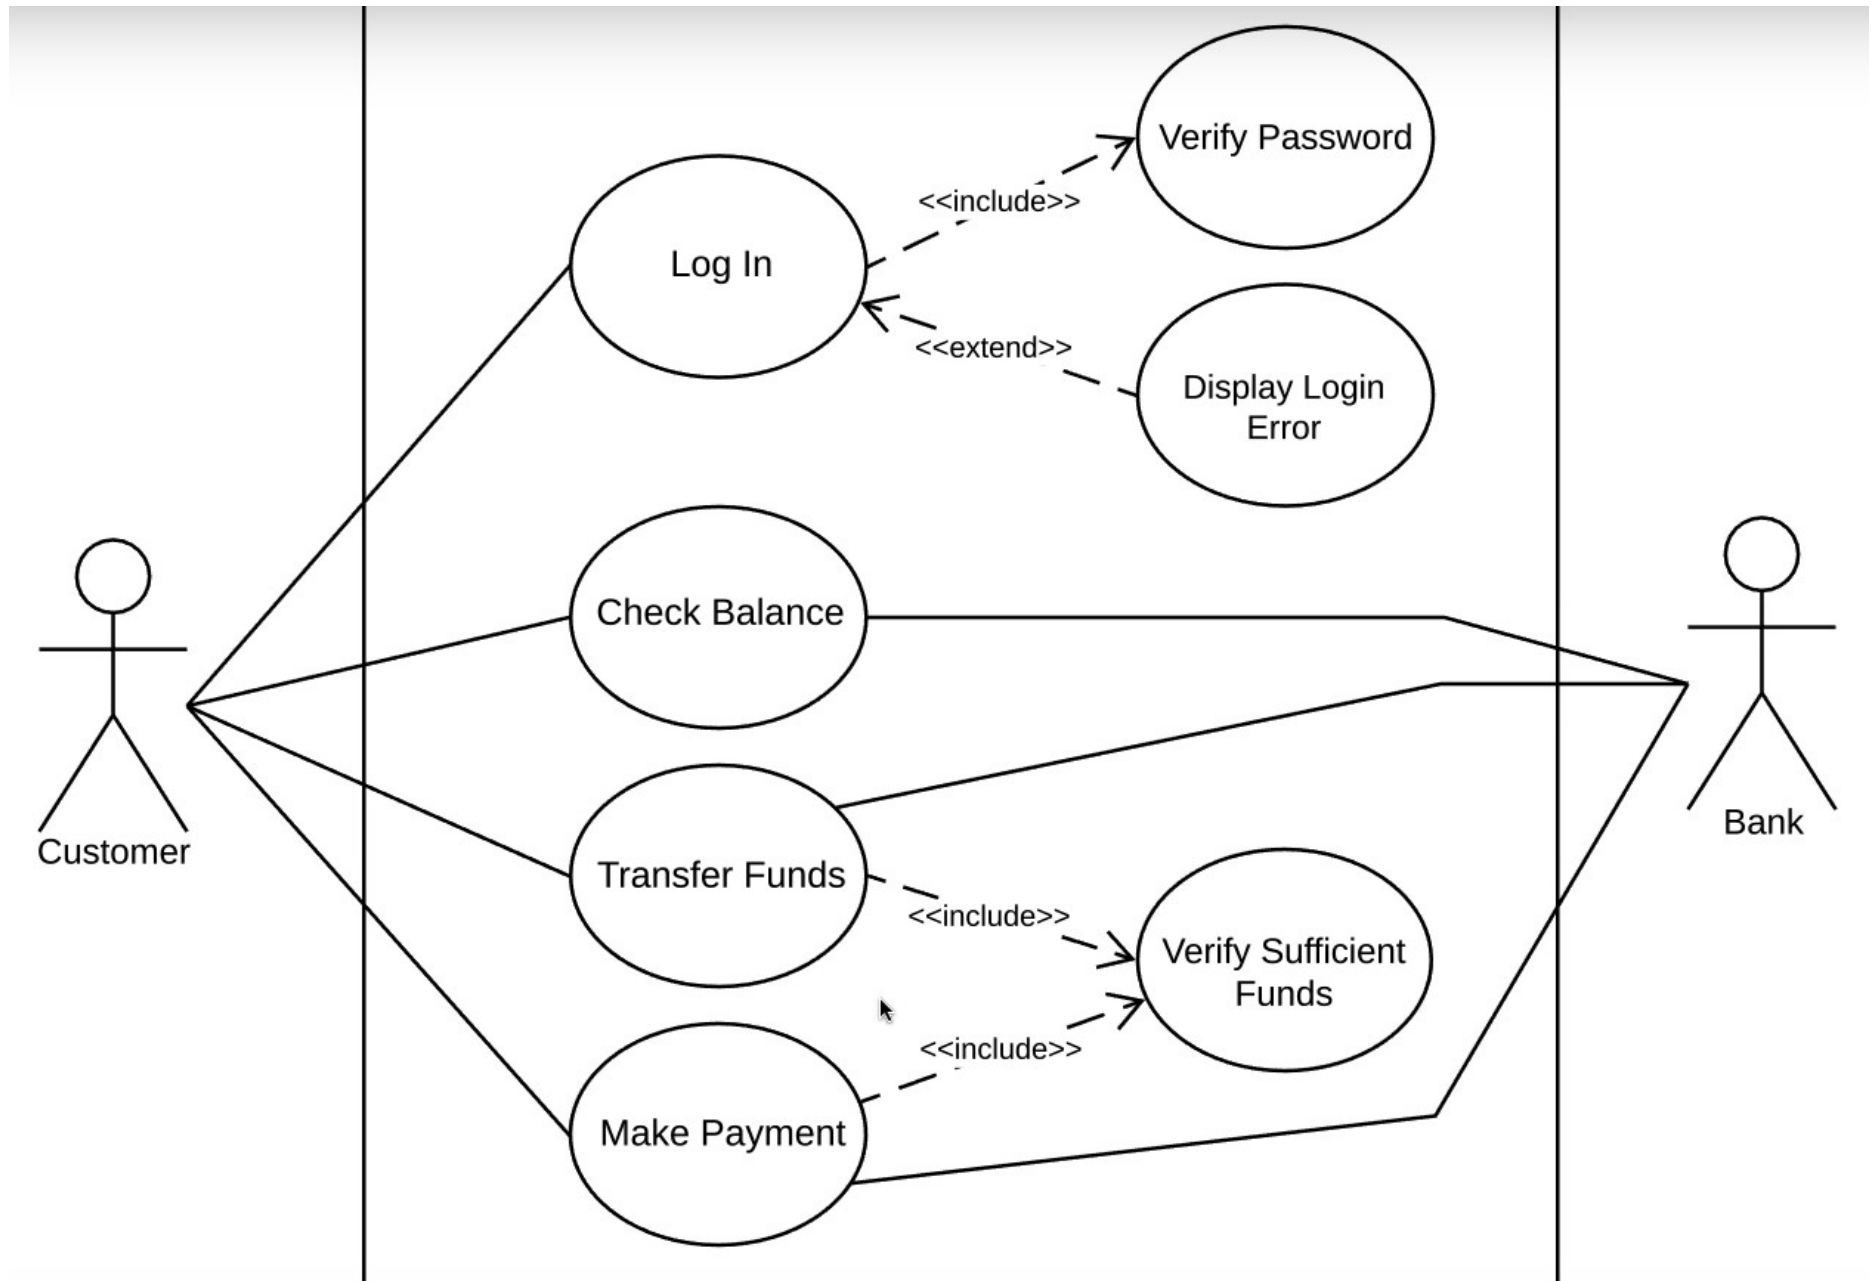 Verify Password
<<include>>
Log In
<<extend>>
Display Login
Error
Check Balance
Customer
Bank
Transfer Funds
<<include>>
Verify Sufficient
Funds
<<include>>
Make Payment